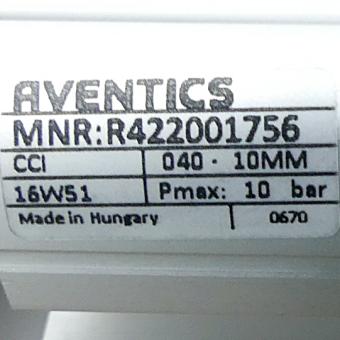 AVENTICS
MNR:R422001756
CCI 040 · 10MM
16W51 Pmax: 10 bar
Made in Hungary 0670